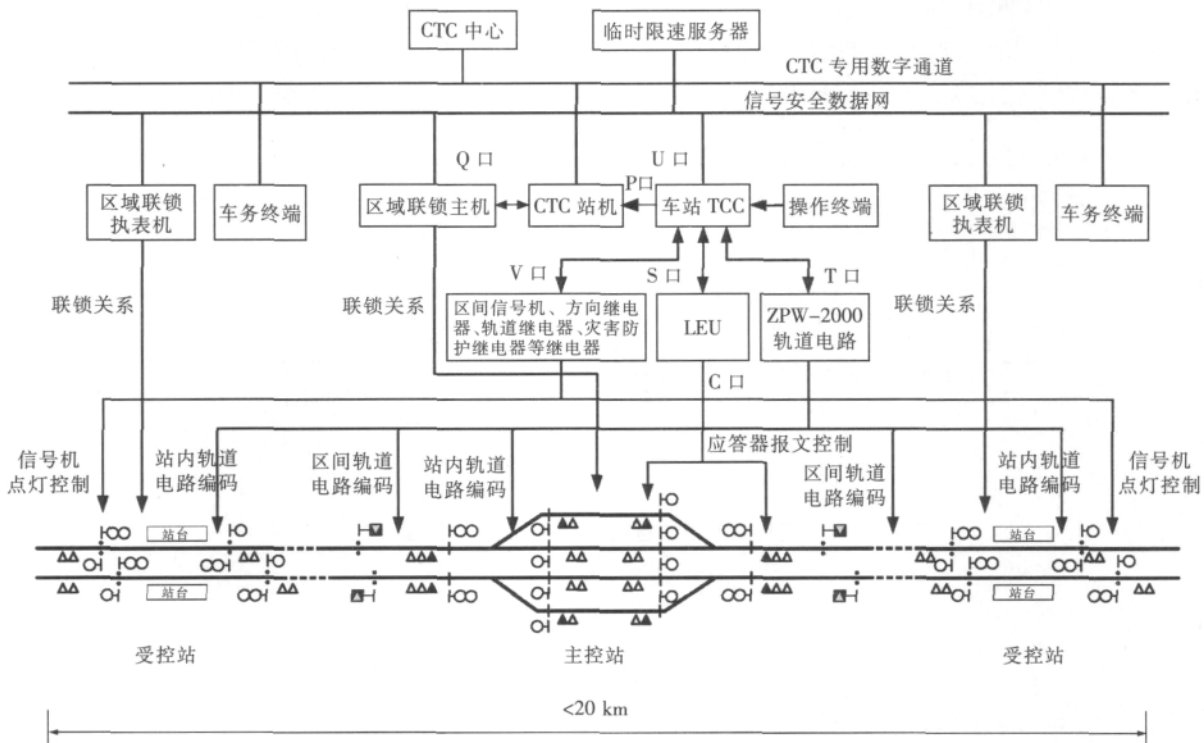 CTC 中心
临时限速服务器
CTC 专用数字通道
信号安全数据网
Q 口
U 口
P口
区域联锁
执表机
车务终端
区域联锁主机
CTC 站机
车站 TCC
操作终端
区域联锁
执表机
车务终端
V 口
S 口
T 口
联锁关系
联锁关系
联锁关系
区间信号机、方向继电
器、轨道继电器、灾害防
护继电器等继电器
LEU
ZPW-2000
轨道电路
C 口
应答器报文控制
信号机
点灯控制
站内轨道
电路编码
区间轨道
电路编码
站内轨道
电路编码
区间轨道
电路编码
站内轨道
电路编码
信号机
点灯控制
站台
站台
站台
站台
受控站
主控站
受控站
<20 km